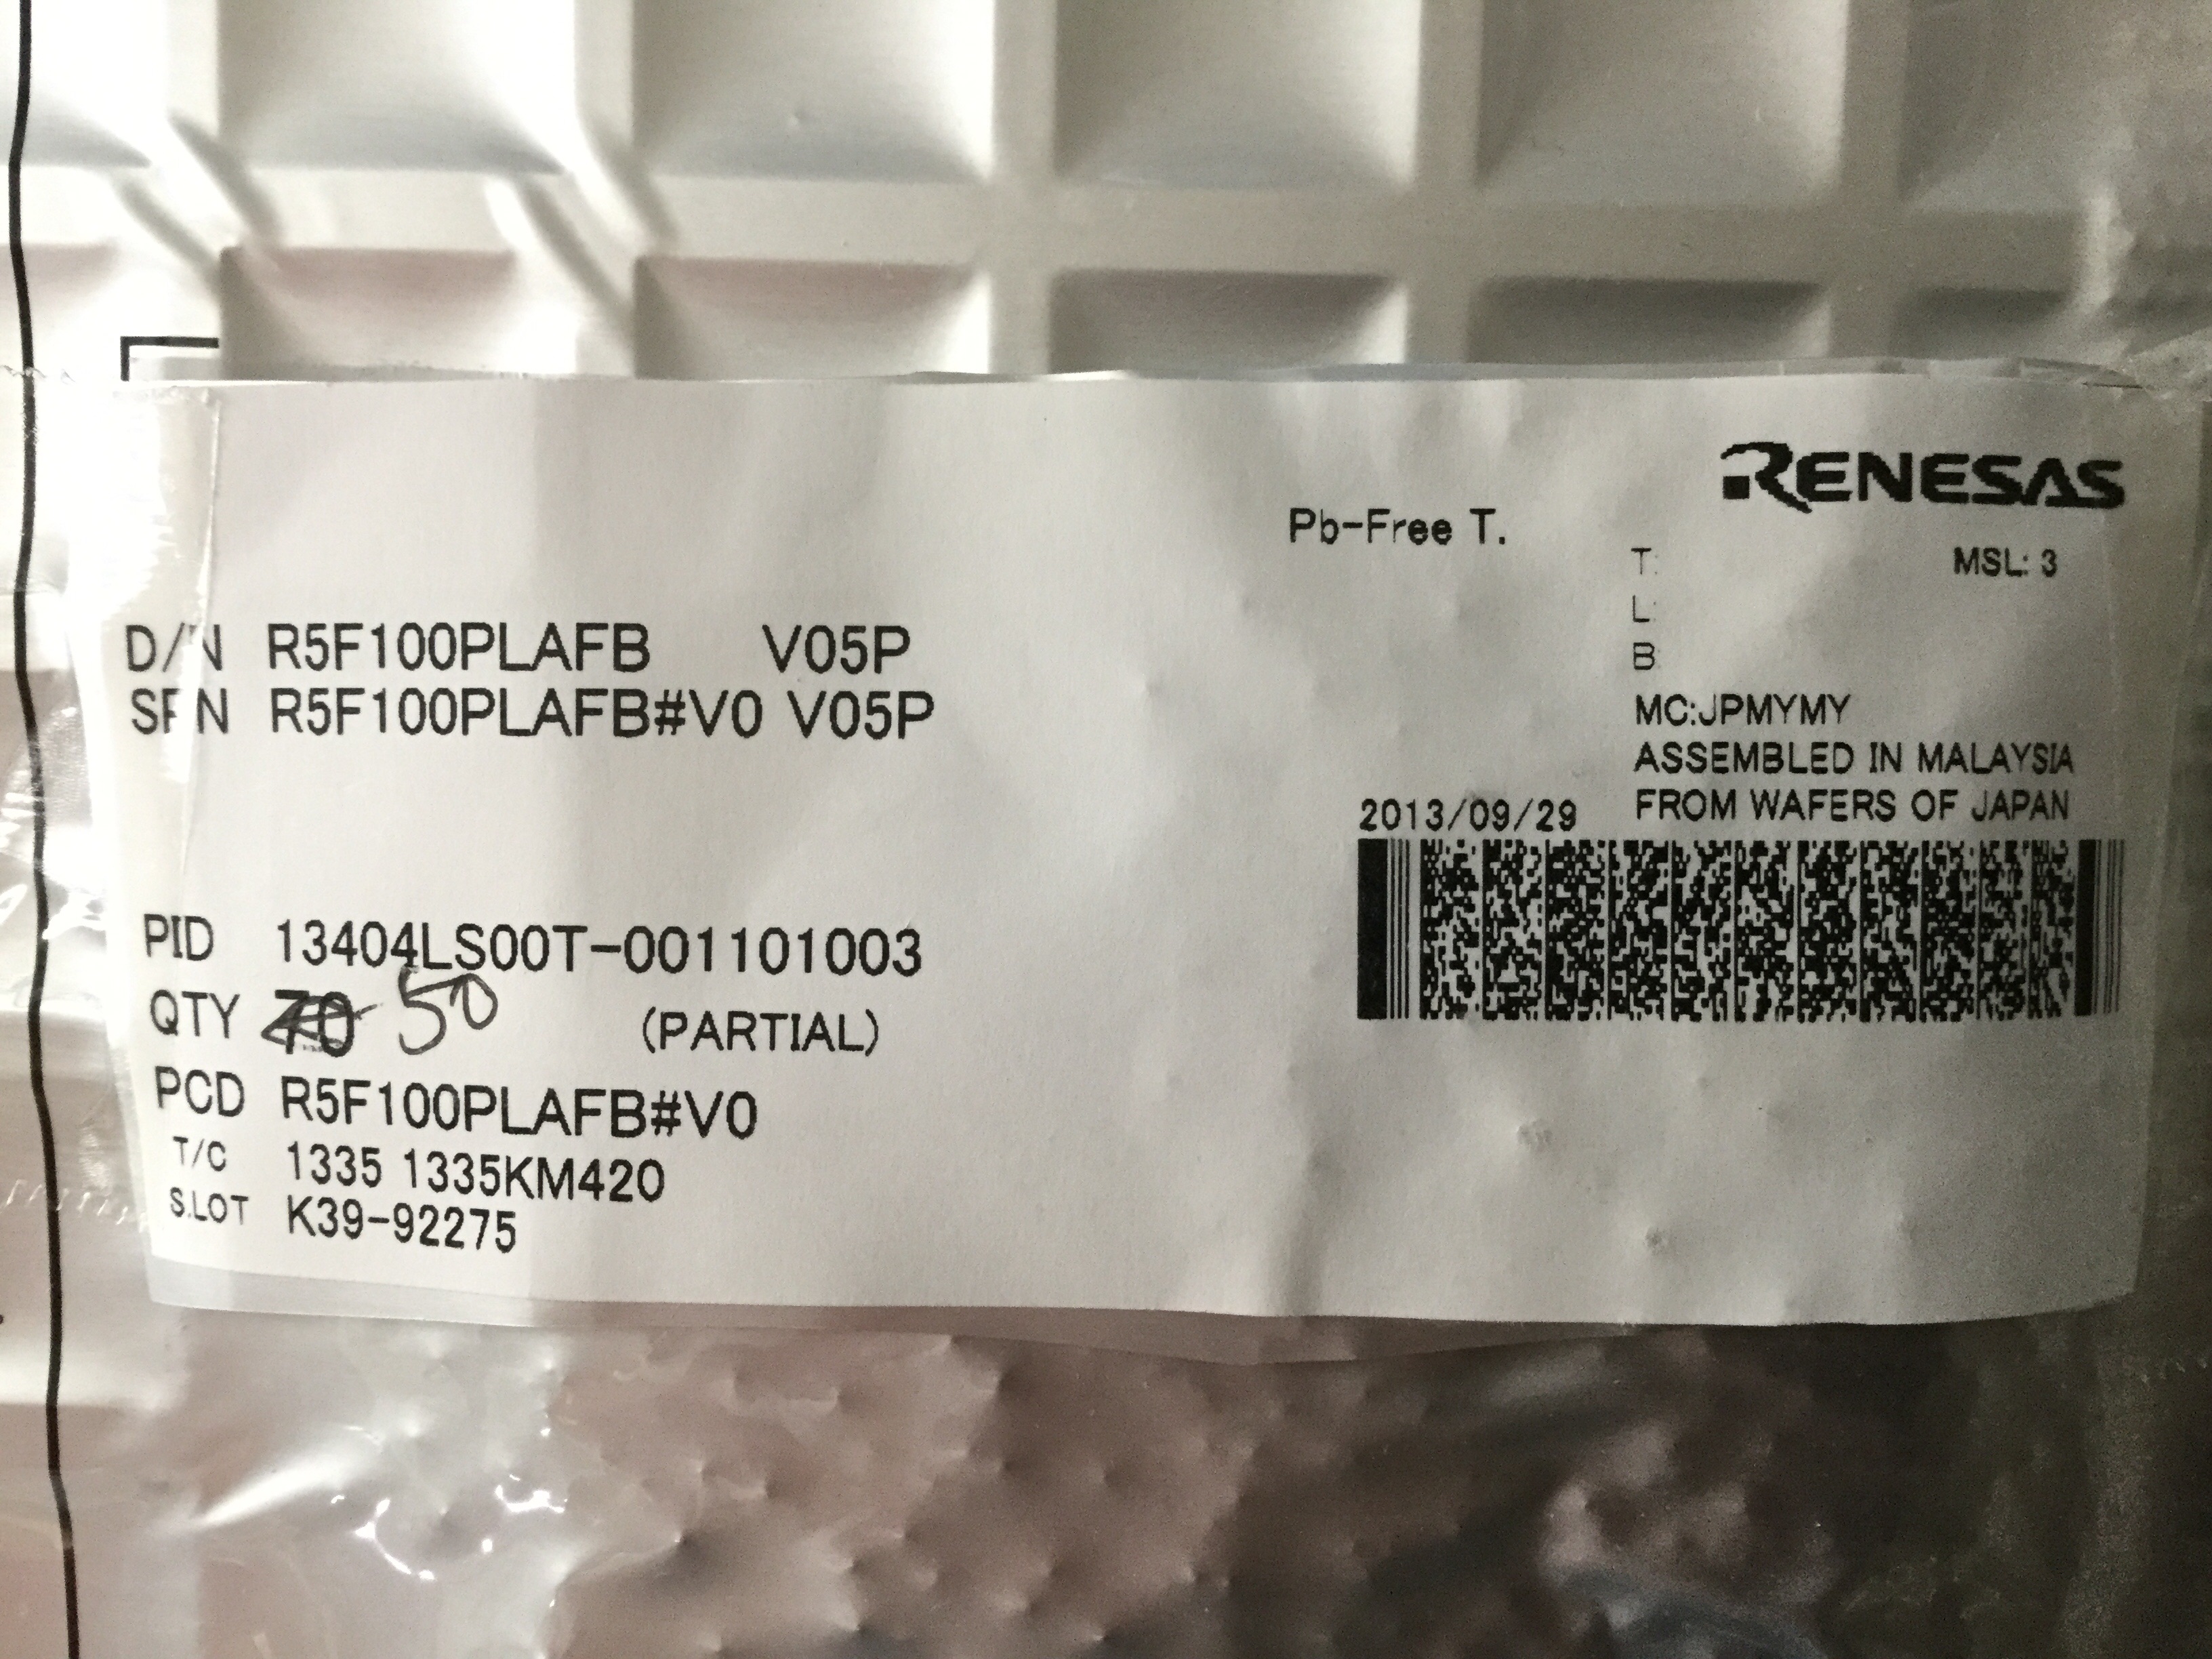 RENESAS
Pb-Free T.
T: MSL: 3
L:
B
D/N R5F100PLAFB V05P
SPN R5F100PLAFB#V0 V05P
MC:JPMYMY
ASSEMBLED IN MALAYSIA
2013/09/29 FROM WAFERS OF JAPAN
PID 13404LS00T-001101003
QTY 70 50 (PARTIAL)
PCD R5F100PLAFB#V0
T/C 1335 1335KM420
S.LOT K39-92275